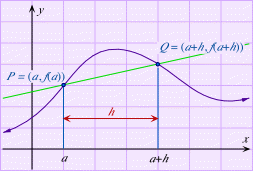 y
Q = (a+h, f(a+h))
P = (a, f(a))
h
x
a
a+h